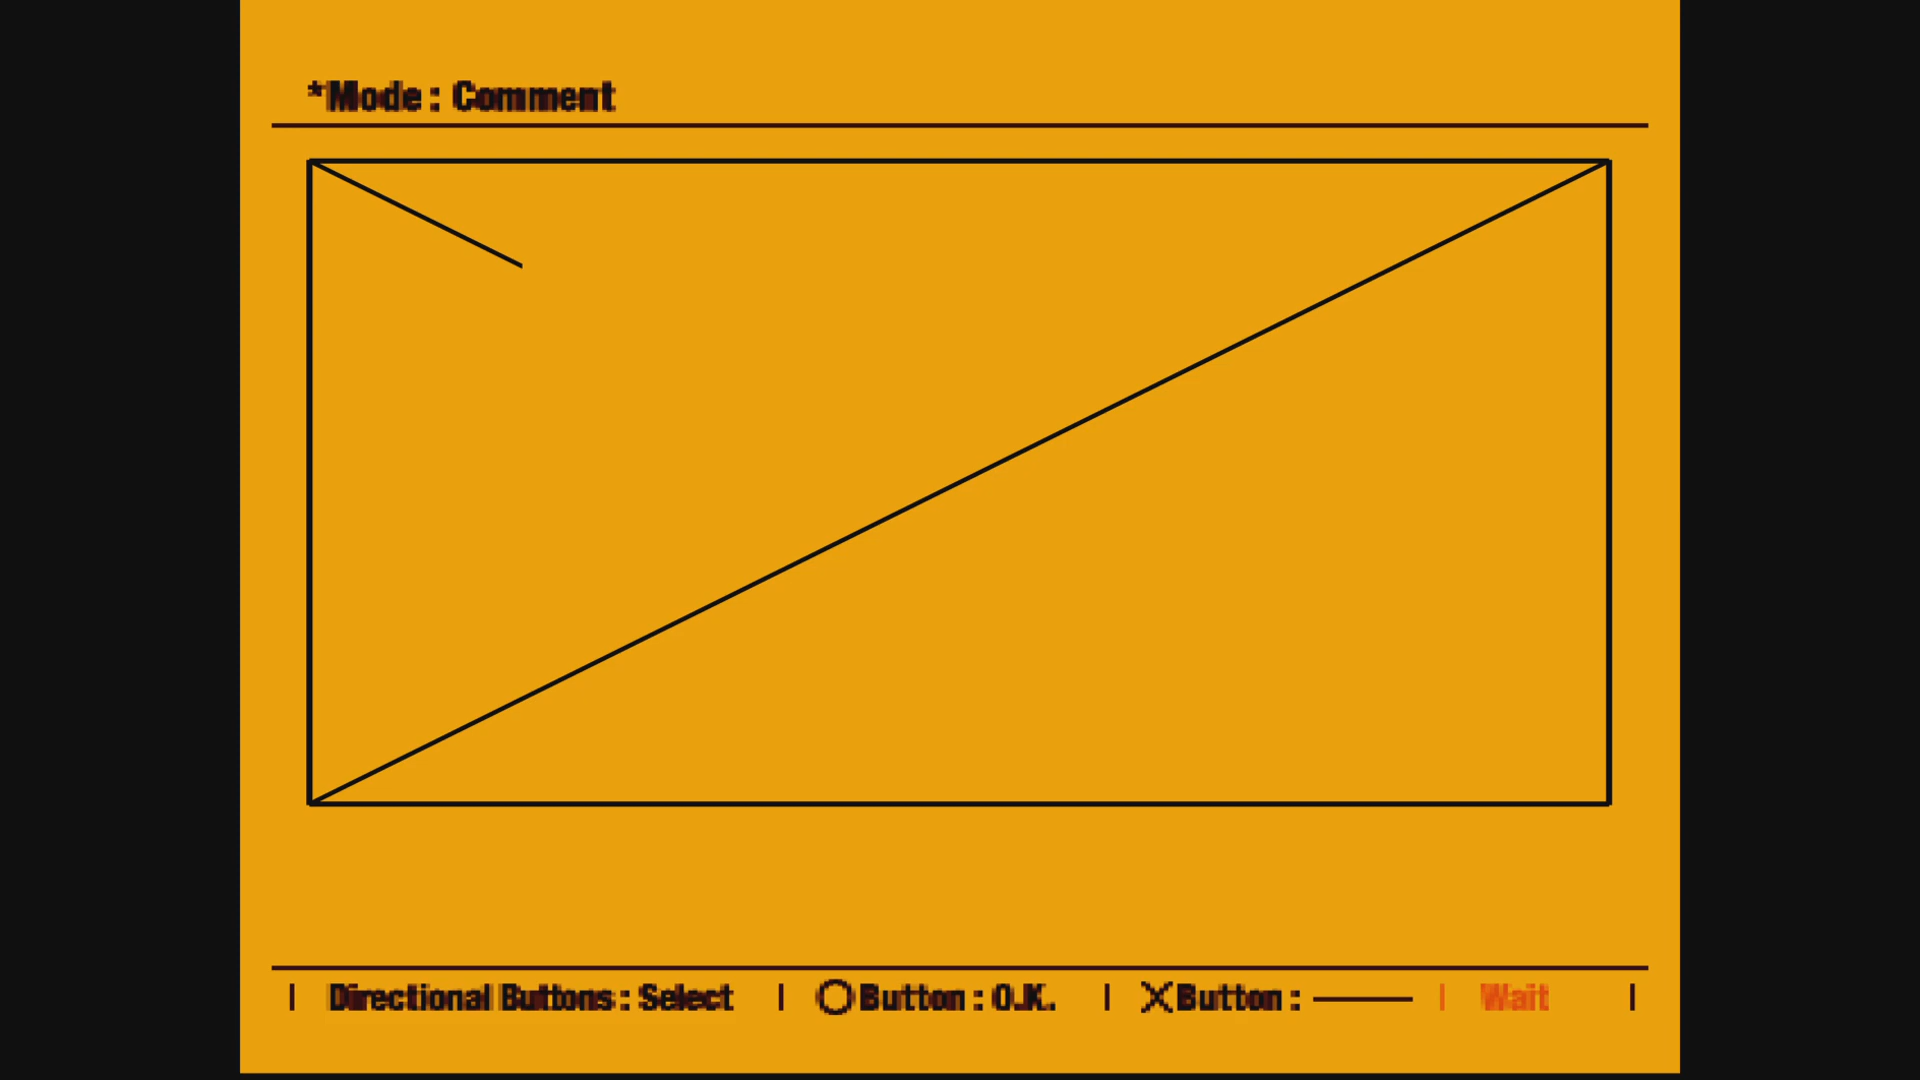 *Mode : Comment
| Directional Buttons : Select | ◯Button : O.K. | ✕Button : —— | Wait |